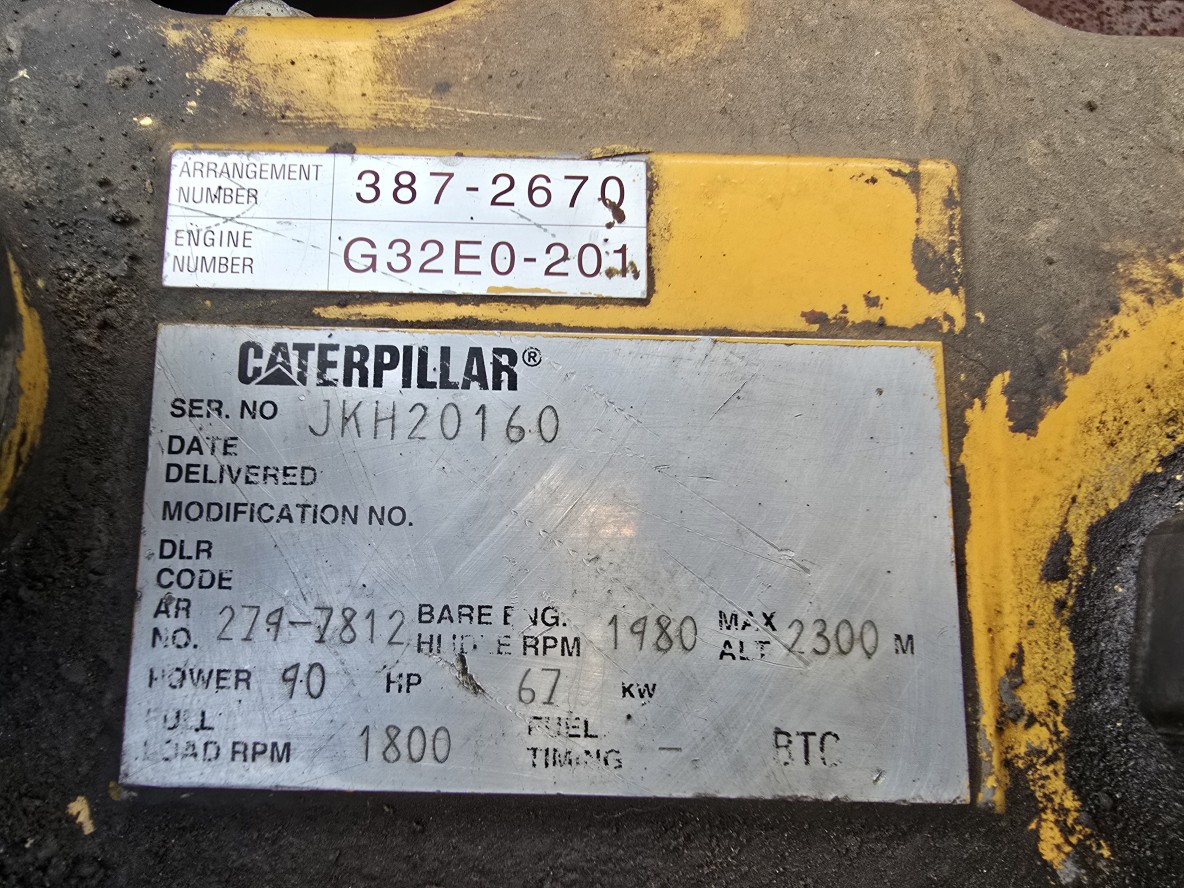 ARRANGEMENT NUMBER 387-2670
ENGINE NUMBER G32E0-201
CATERPILLAR®
SER. NO JKH20160
DATE
DELIVERED
MODIFICATION NO.
DLR
CODE
AR NO. 279-7812 BARE ENG. HI IDLE RPM 1980 MAX ALT 2300 M
POWER 90 HP 67 KW
FULL LOAD RPM 1800 FUEL TIMING - BTC